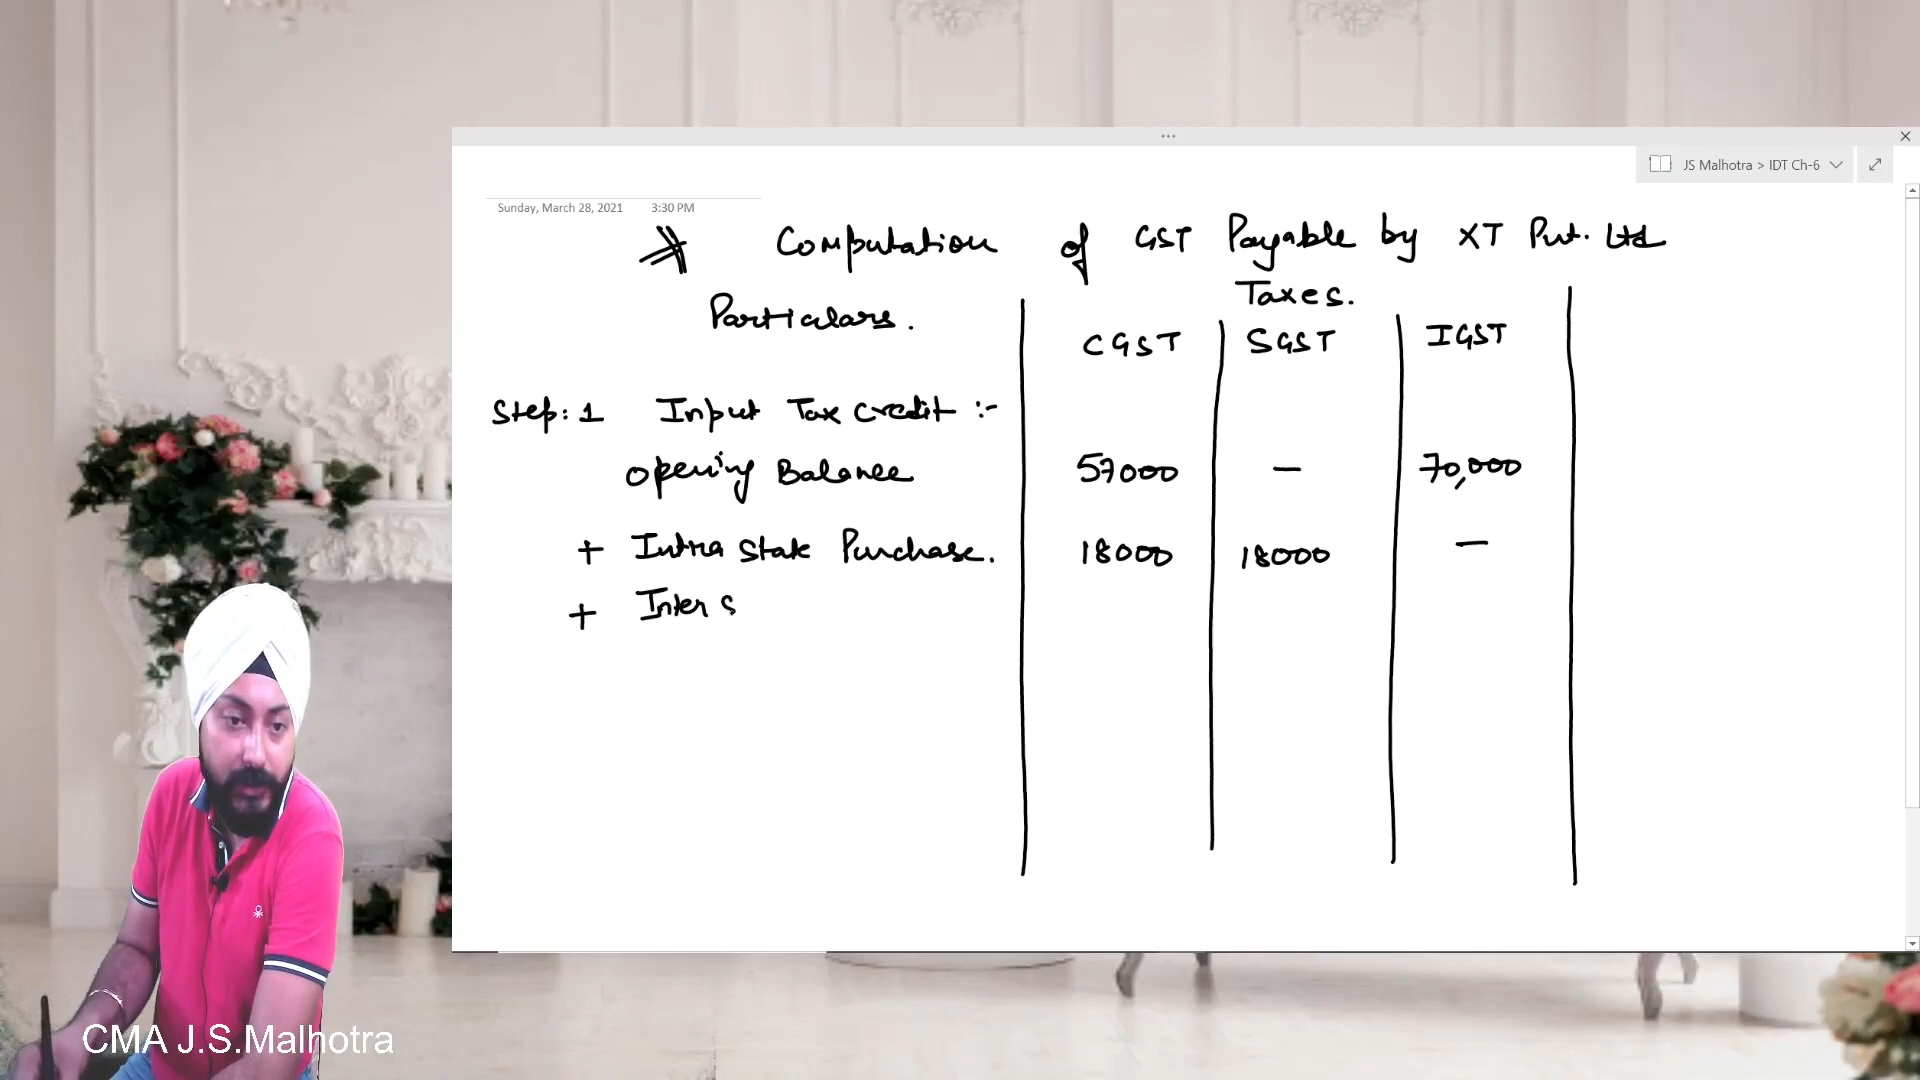 JS Malhotra > IDT Ch-6
Sunday, March 28, 2021 3:30 PM
Computation of GST Payable by XT Pvt. Ltd
Particulars. Taxes.
CGST SGST IGST
Step: 1 Input Tax credit :-
Opening Balance 57000 — 70,000
+ Intra State Purchase. 18000 18000 —
+ Inter S
CMA J.S.Malhotra